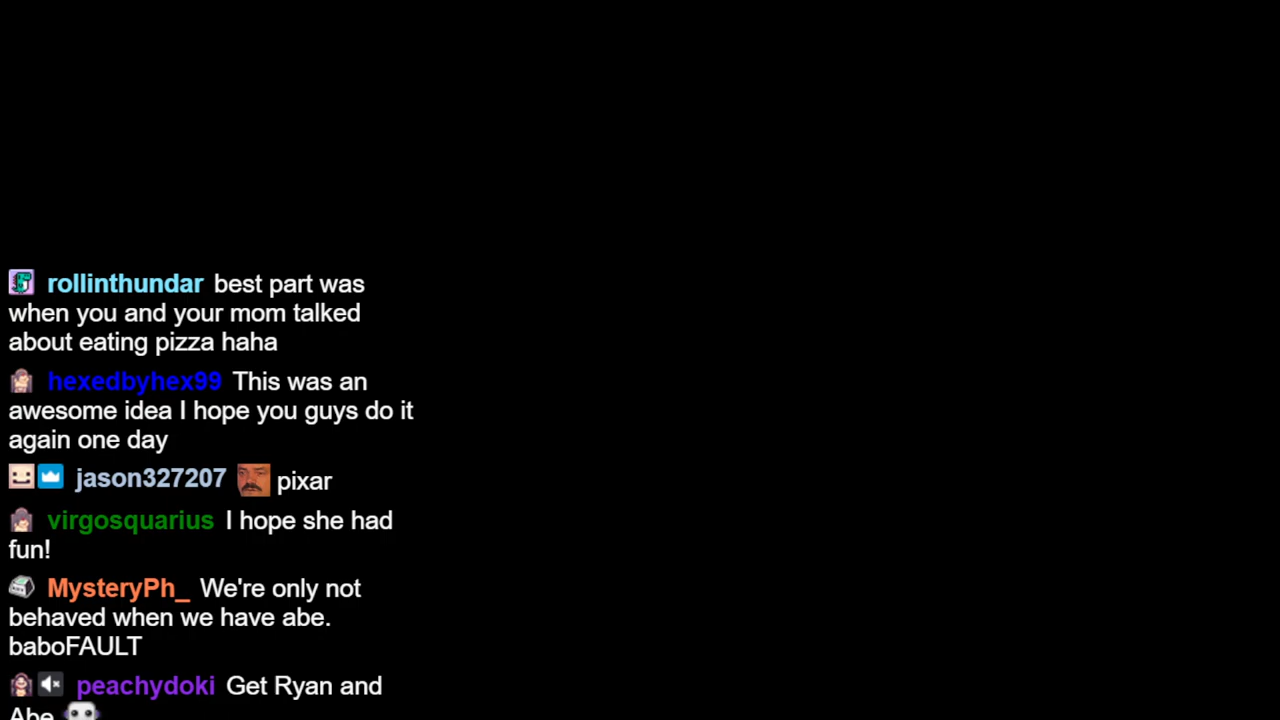 rollinthundar best part was
when you and your mom talked
about eating pizza haha
hexedbyhex99 This was an
awesome idea I hope you guys do it
again one day
jason327207 pixar
virgosquarius I hope she had
fun!
MysteryPh_ We're only not
behaved when we have abe.
baboFAULT
peachydoki Get Ryan and
Abe